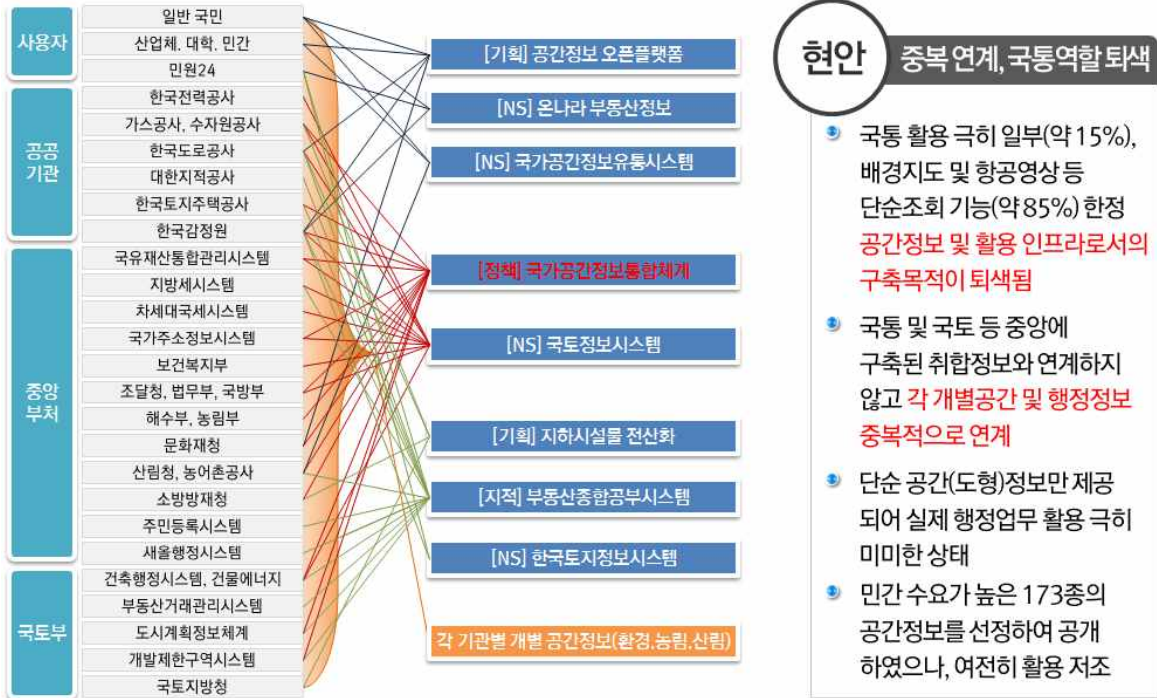 사용자
일반 국민
산업체, 대학, 민간
민원24
공공
기관
한국전력공사
가스공사, 수자원공사
한국도로공사
대한지적공사
한국토지주택공사
한국감정원
중앙
부처
국유재산통합관리시스템
지방세시스템
차세대국세시스템
국가주소정보시스템
보건복지부
조달청, 법무부, 국방부
해수부, 농림부
문화재청
산림청, 농어촌공사
소방방재청
주민등록시스템
새올행정시스템
국토부
건축행정시스템, 건물에너지
부동산거래관리시스템
도시계획정보체계
개발제한구역시스템
국토지방청
[기획] 공간정보 오픈플랫폼
[NS] 온나라 부동산정보
[NS] 국가공간정보유통시스템
[정책] 국가공간정보통합체계
[NS] 국토정보시스템
[기획] 지하시설물 전산화
[지적] 부동산종합공부시스템
[NS] 한국토지정보시스템
각 기관별 개별 공간정보(환경,농림,산림)
현안
중복 연계, 국통역할 퇴색
국통 활용 극히 일부(약 15%),
배경지도 및 항공영상 등
단순조회 기능(약 85%) 한정
공간정보 및 활용 인프라로서의
구축목적이 퇴색됨
국통 및 국토 등 중앙에
구축된 취합정보와 연계하지
않고 각 개별공간 및 행정정보
중복적으로 연계
단순 공간(도형)정보만 제공
되어 실제 행정업무 활용 극히
미미한 상태
민간 수요가 높은 173종의
공간정보를 선정하여 공개
하였으나, 여전히 활용 저조